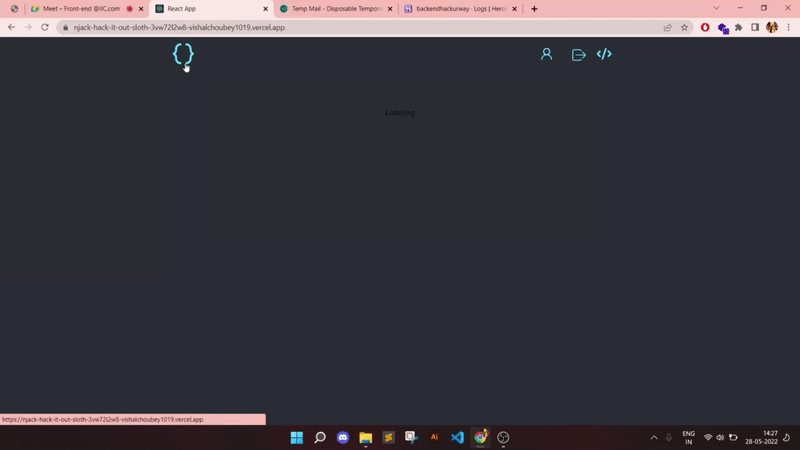 Meet – Front-end @IIC.com
React App
Temp Mail - Disposable Tempora
backendhackurway · Logs | Hero
njack-hack-it-out-sloth-3vw72l2w8-vishalchoubey1019.vercel.app
{}
</>
Loading
https://njack-hack-it-out-sloth-3vw72l2w8-vishalchoubey1019.vercel.app
Ai
ENG
IN
14:27
28-05-2022